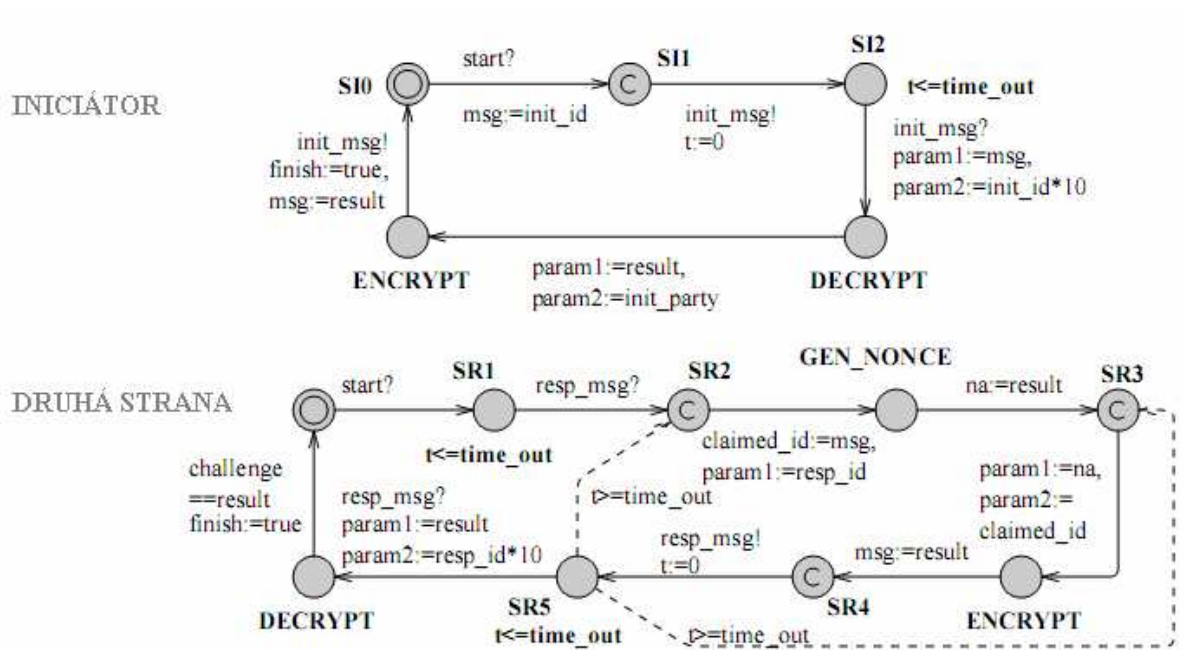 INICIÁTOR
SI0
start?
msg:=init_id
C
SI1
init_msg!
t:=0
SI2
t<=time_out
init_msg?
param1:=msg,
param2:=init_id*10
DECRYPT
param1:=result,
param2:=init_party
ENCRYPT
init_msg!
finish:=true,
msg:=result
DRUHÁ STRANA
start?
SR1
t<=time_out
resp_msg?
SR2
C
claimed_id:=msg,
param1:=resp_id
GEN_NONCE
na:=result
SR3
C
param1:=na,
param2:=
claimed_id
ENCRYPT
msg:=result
C
SR4
resp_msg!
t:=0
t>=time_out
SR5
t<=time_out
t>=time_out
resp_msg?
param1:=result
param2:=resp_id*10
DECRYPT
challenge
==result
finish:=true